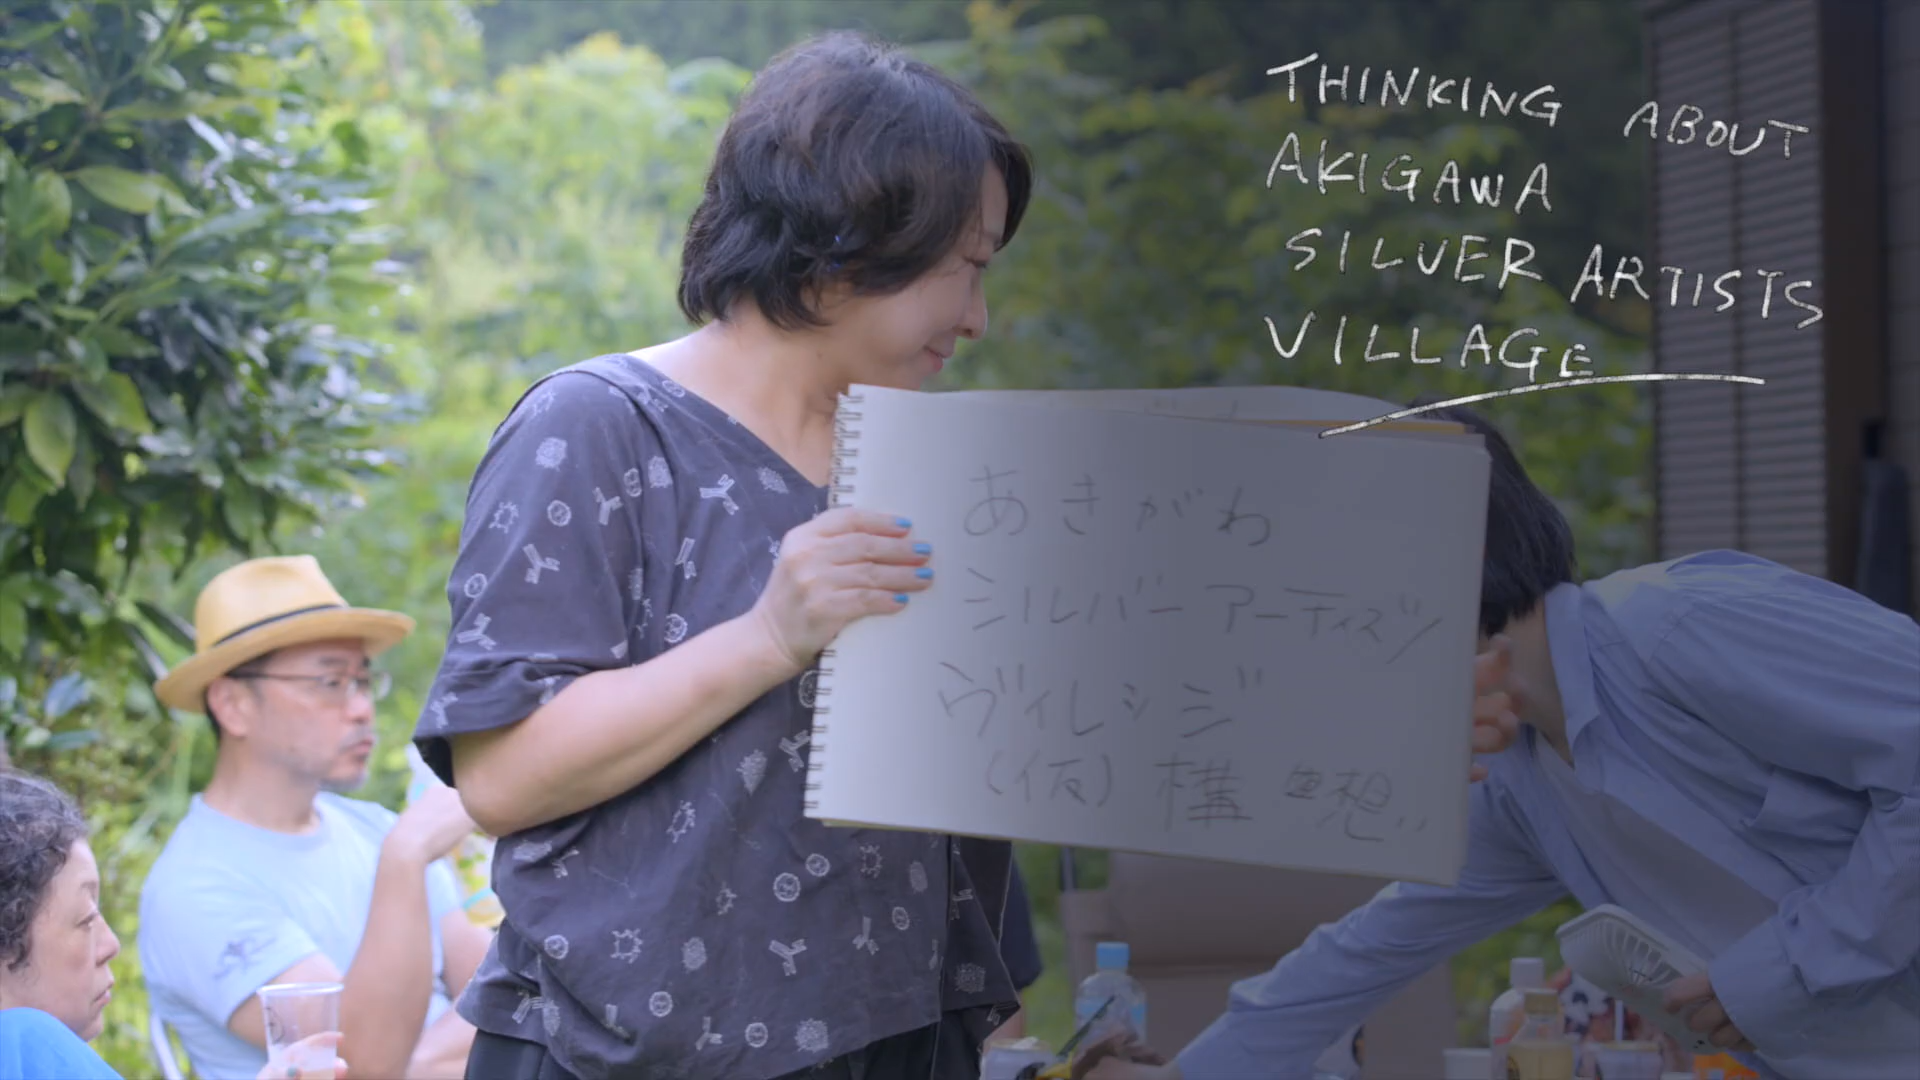 THINKING ABOUT
AKIGAWA
SILVER ARTISTS
VILLAGE
あきがわ
シルバーアーティスツ
ヴィレッジ
(仮) 構想..